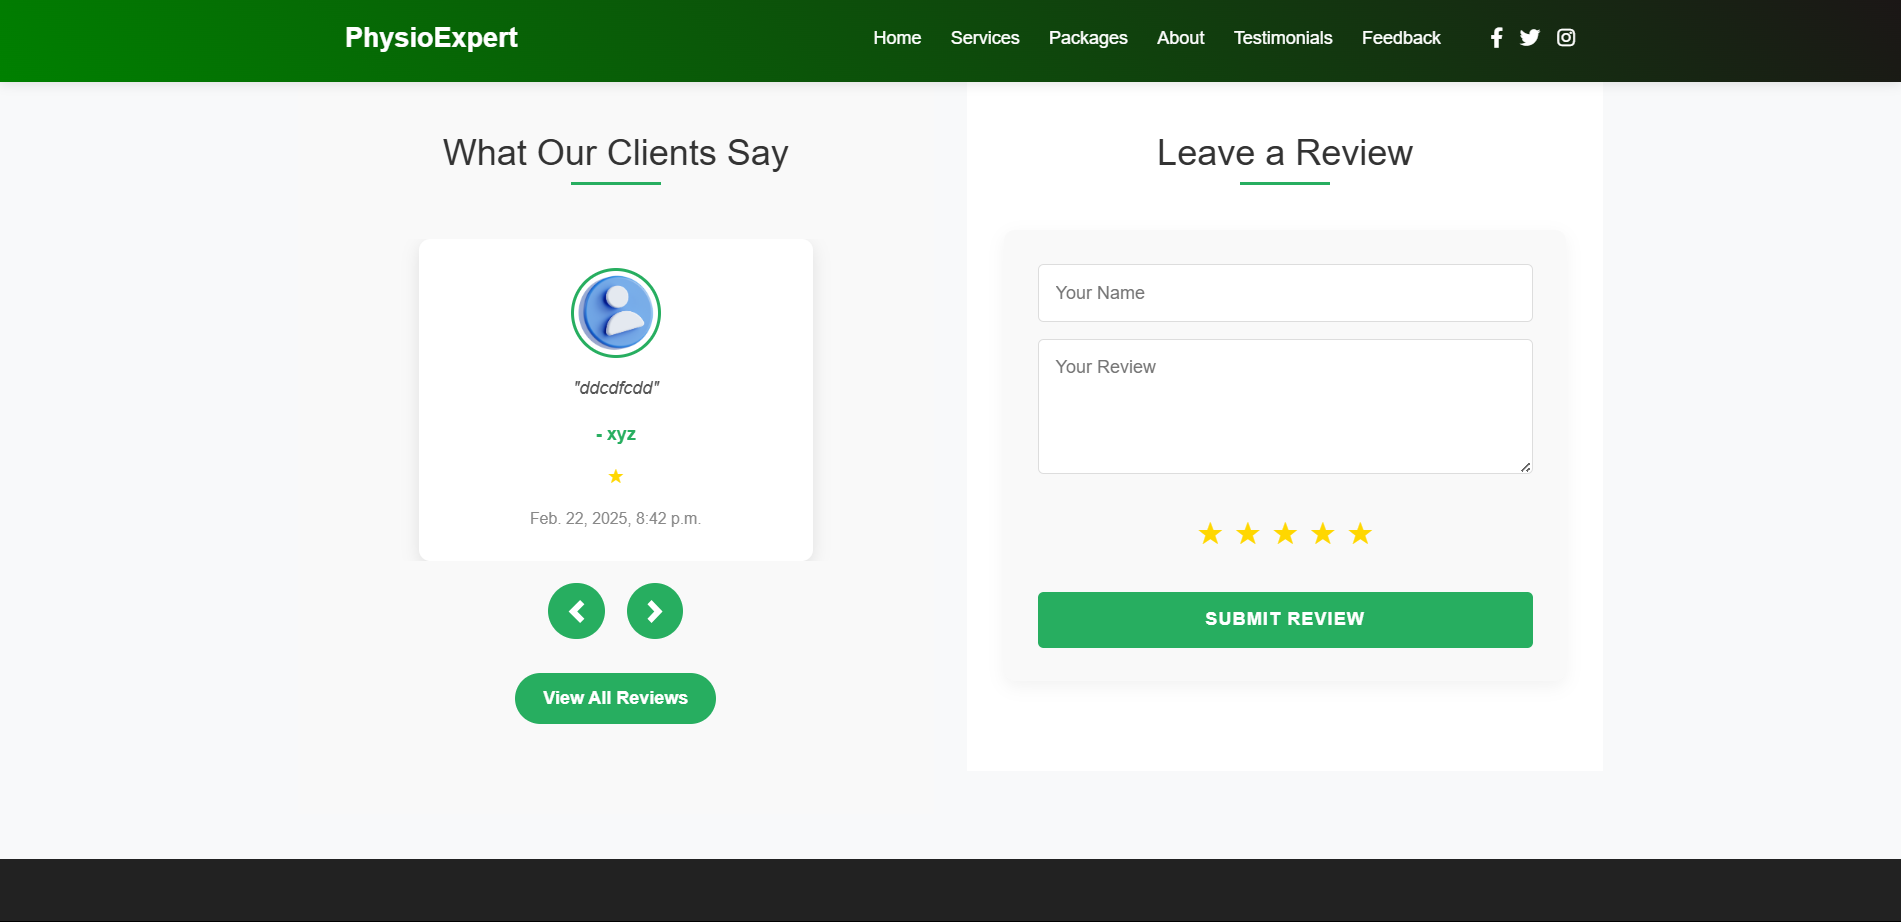 PhysioExpert
Home Services Packages About Testimonials Feedback
What Our Clients Say
"ddcdfcdd"
- xyz
Feb. 22, 2025, 8:42 p.m.
View All Reviews
Leave a Review
Your Name
Your Review
SUBMIT REVIEW